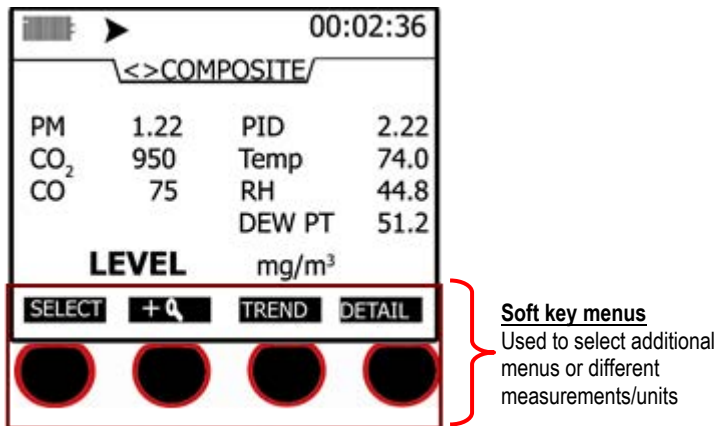 00:02:36
<>COMPOSITE
PM 1.22 PID 2.22
CO₂ 950 Temp 74.0
CO 75 RH 44.8
DEW PT 51.2
LEVEL mg/m³
SELECT + TREND DETAIL
Soft key menus
Used to select additional
menus or different
measurements/units